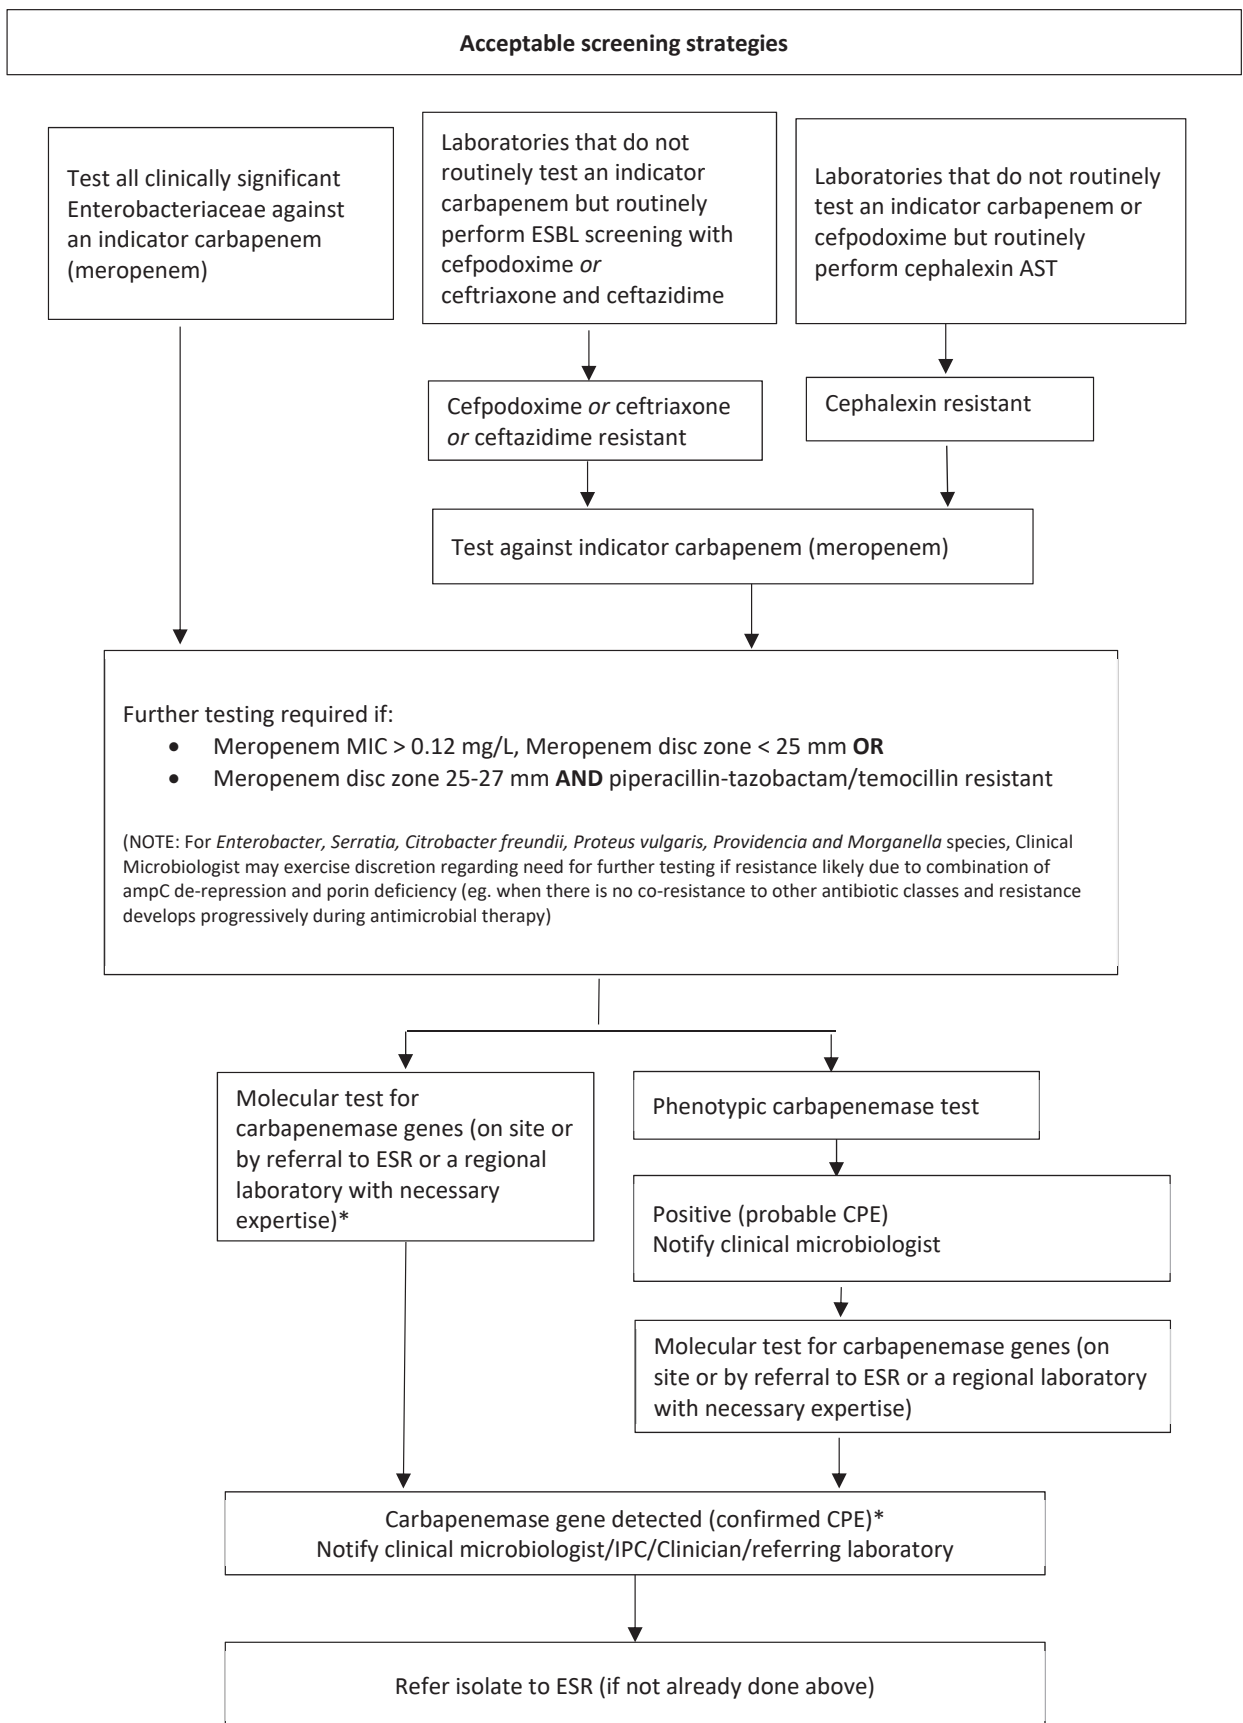 Acceptable screening strategies
Test all clinically significant
Enterobacteriaceae against
an indicator carbapenem
(meropenem)
Laboratories that do not
routinely test an indicator
carbapenem but routinely
perform ESBL screening with
cefpodoxime or
ceftriaxone and ceftazidime
Laboratories that do not routinely
test an indicator carbapenem or
cefpodoxime but routinely
perform cephalexin AST
Cefpodoxime or ceftriaxone
or ceftazidime resistant
Cephalexin resistant
Test against indicator carbapenem (meropenem)
Further testing required if:
• Meropenem MIC > 0.12 mg/L, Meropenem disc zone < 25 mm OR
• Meropenem disc zone 25-27 mm AND piperacillin-tazobactam/temocillin resistant
(NOTE: For Enterobacter, Serratia, Citrobacter freundii, Proteus vulgaris, Providencia and Morganella species, Clinical
Microbiologist may exercise discretion regarding need for further testing if resistance likely due to combination of
ampC de-repression and porin deficiency (eg. when there is no co-resistance to other antibiotic classes and resistance
develops progressively during antimicrobial therapy)
Molecular test for
carbapenemase genes (on site or
by referral to ESR or a regional
laboratory with necessary
expertise)*
Phenotypic carbapenemase test
Positive (probable CPE)
Notify clinical microbiologist
Molecular test for carbapenemase genes (on
site or by referral to ESR or a regional laboratory
with necessary expertise)
Carbapenemase gene detected (confirmed CPE)*
Notify clinical microbiologist/IPC/Clinician/referring laboratory
Refer isolate to ESR (if not already done above)